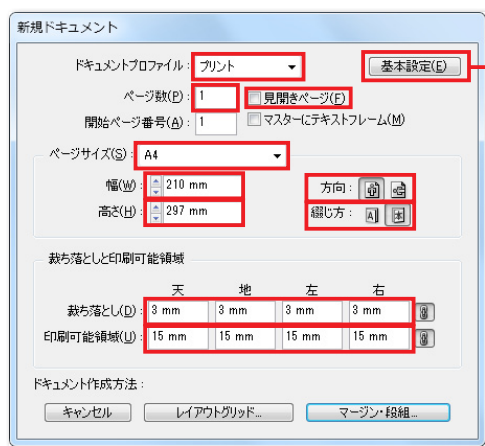 新規ドキュメント
ドキュメントプロファイル： プリント 基本設定(E)
ページ数(P)： 1 見開きページ(F)
開始ページ番号(A)： 1 マスターにテキストフレーム(M)
ページサイズ(S)： A4
幅(W)： 210 mm 方向：
高さ(H)： 297 mm 綴じ方： A 本
裁ち落としと印刷可能領域
天 地 左 右
裁ち落とし(D)： 3 mm 3 mm 3 mm 3 mm
印刷可能領域(U)： 15 mm 15 mm 15 mm 15 mm
ドキュメント作成方法：
キャンセル レイアウトグリッド... マージン・段組...